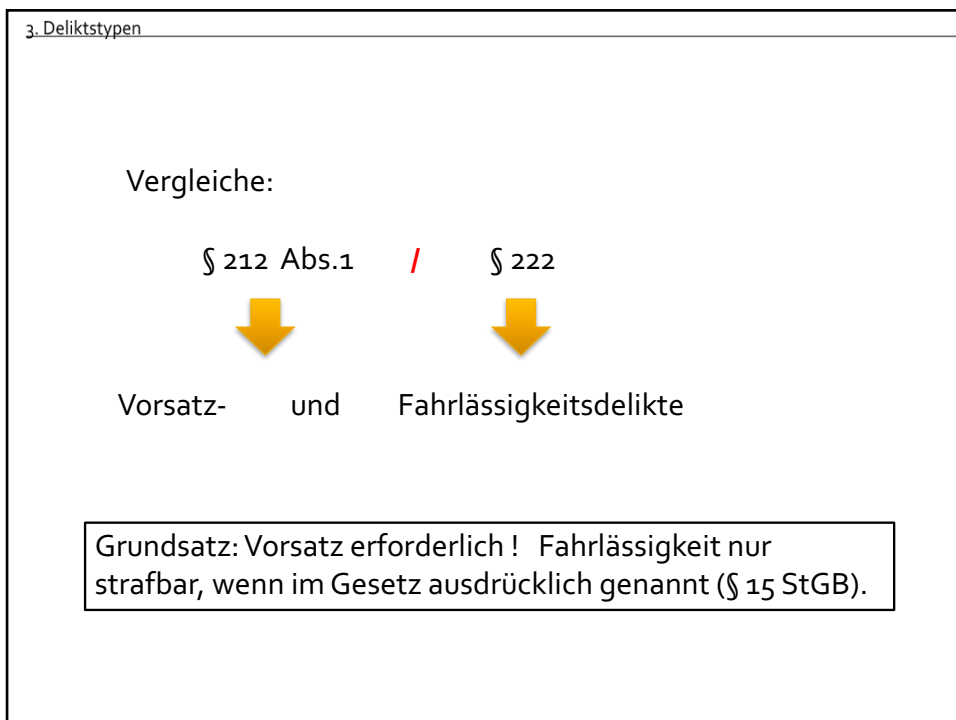 3. Deliktstypen
Vergleiche:
§ 212 Abs.1 / § 222
Vorsatz- und Fahrlässigkeitsdelikte
Grundsatz: Vorsatz erforderlich ! Fahrlässigkeit nur
strafbar, wenn im Gesetz ausdrücklich genannt (§ 15 StGB).